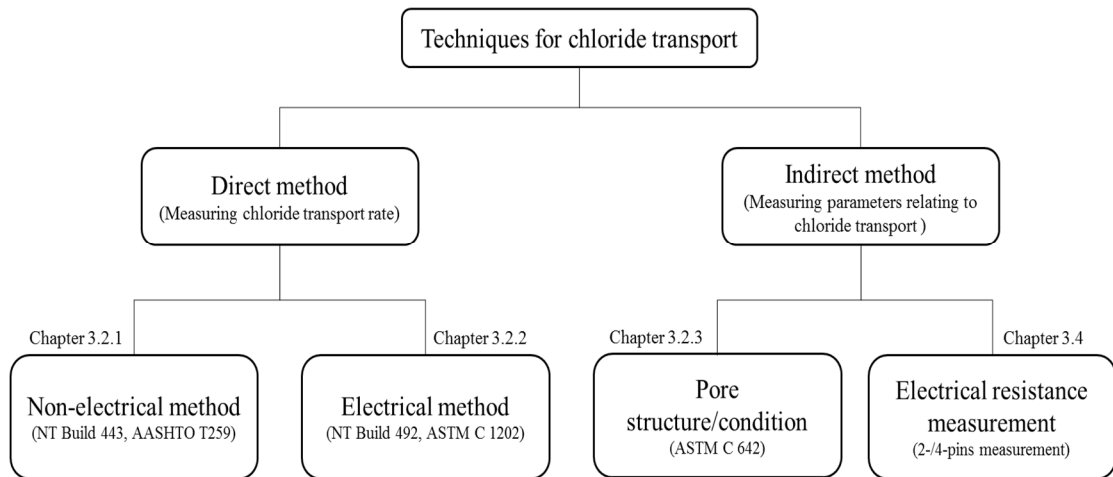 Techniques for chloride transport
Direct method
(Measuring chloride transport rate)
Indirect method
(Measuring parameters relating to
chloride transport )
Chapter 3.2.1
Non-electrical method
(NT Build 443, AASHTO T259)
Chapter 3.2.2
Electrical method
(NT Build 492, ASTM C 1202)
Chapter 3.2.3
Pore
structure/condition
(ASTM C 642)
Chapter 3.4
Electrical resistance
measurement
(2-/4-pins measurement)